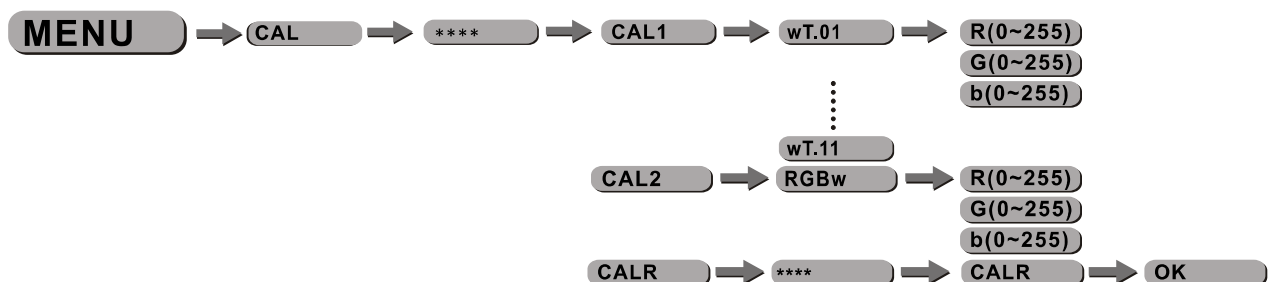 MENU CAL **** CAL1 wT.01 R(0~255)
G(0~255)
b(0~255)
wT.11
CAL2 RGBw R(0~255)
G(0~255)
b(0~255)
CALR **** CALR OK